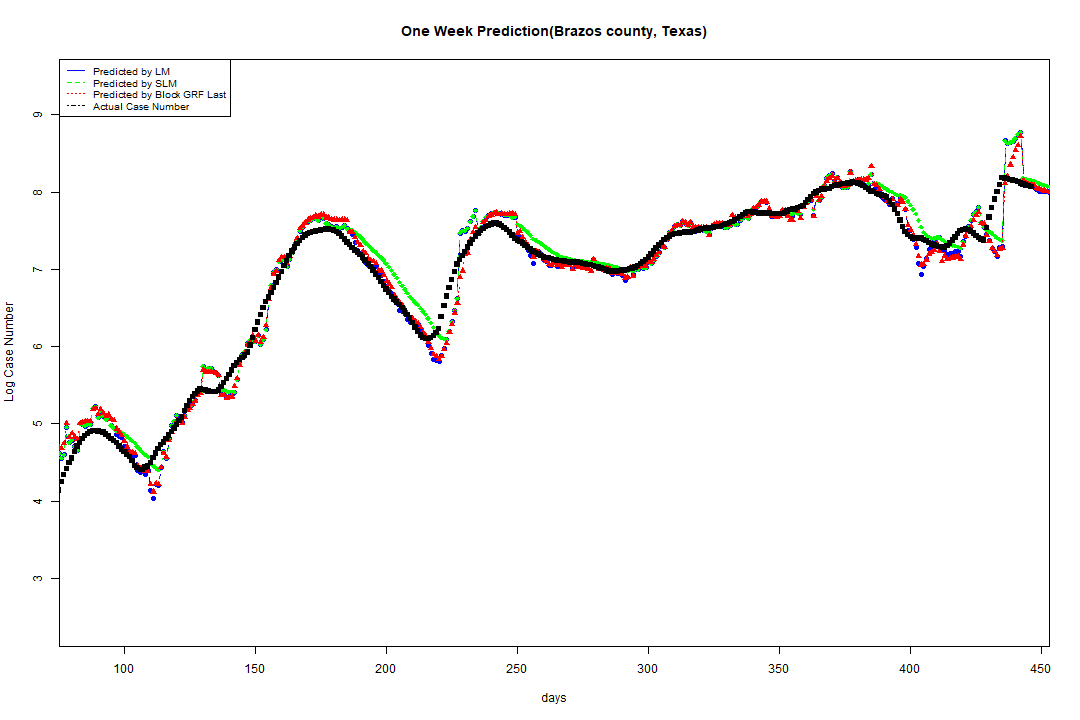 One Week Prediction(Brazos county, Texas)
Predicted by LM
Predicted by SLM
Predicted by Block GRF Last
Actual Case Number
9
8
7
6
5
4
3
Log Case Number
100 150 200 250 300 350 400 450
days